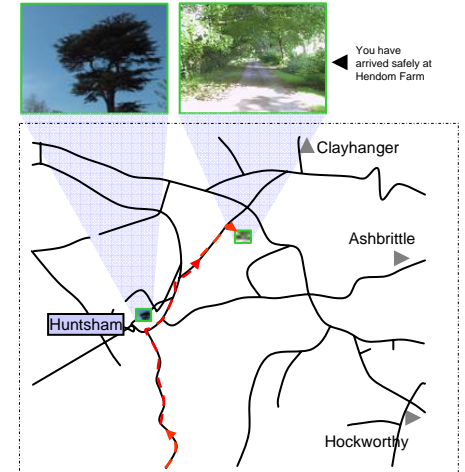 You have
arrived safely at
Hendom Farm
Clayhanger
Ashbrittle
Huntsham
Hockworthy